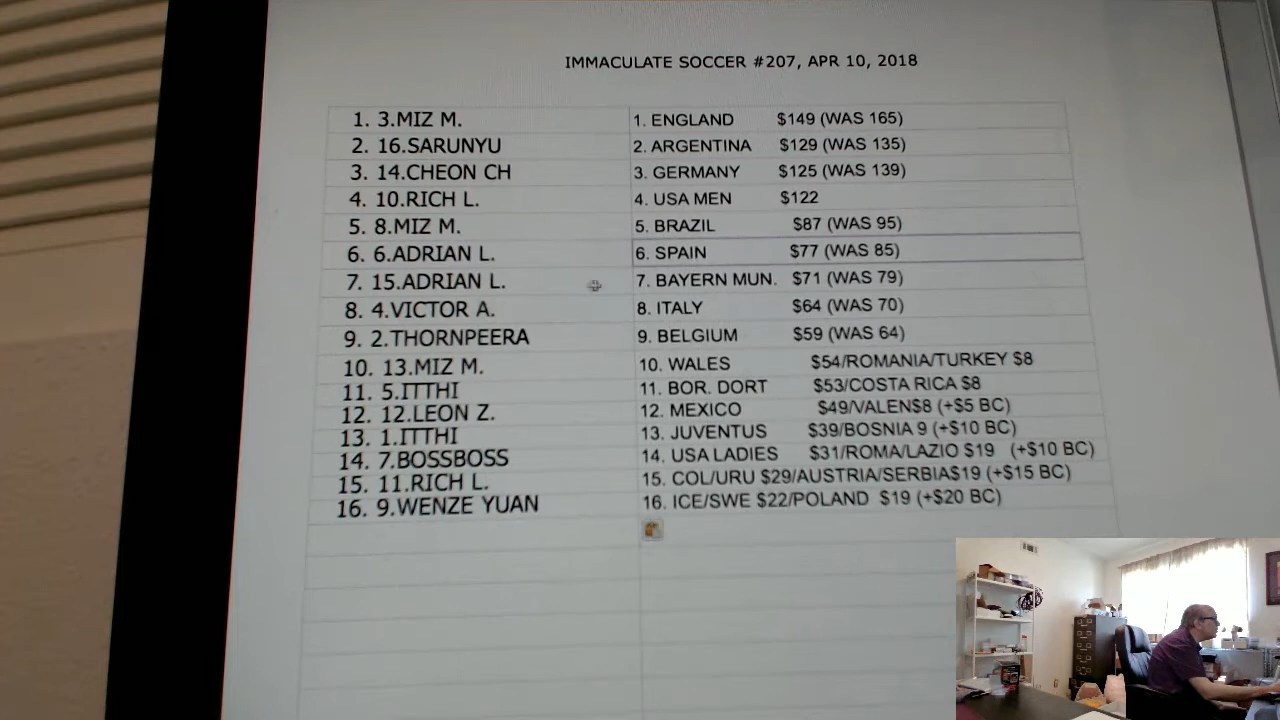 IMMACULATE SOCCER #207, APR 10, 2018
1. 3.MIZ M. 1. ENGLAND $149 (WAS 165)
2. 16.SARUNYU 2. ARGENTINA $129 (WAS 135)
3. 14.CHEON CH 3. GERMANY $125 (WAS 139)
4. 10.RICH L. 4. USA MEN $122
5. 8.MIZ M. 5. BRAZIL $87 (WAS 95)
6. 6.ADRIAN L. 6. SPAIN $77 (WAS 85)
7. 15.ADRIAN L. 7. BAYERN MUN. $71 (WAS 79)
8. 4.VICTOR A. 8. ITALY $64 (WAS 70)
9. 2.THORNPEERA 9. BELGIUM $59 (WAS 64)
10. 13.MIZ M. 10. WALES $54/ROMANIA/TURKEY $8
11. 5.ITTHI 11. BOR. DORT $53/COSTA RICA $8
12. 12.LEON Z. 12. MEXICO $49/VALEN$8 (+$5 BC)
13. 1.ITTHI 13. JUVENTUS $39/BOSNIA 9 (+$10 BC)
14. 7.BOSSBOSS 14. USA LADIES $31/ROMA/LAZIO $19 (+$10 BC)
15. 11.RICH L. 15. COL/URU $29/AUSTRIA/SERBIA$19 (+$15 BC)
16. 9.WENZE YUAN 16. ICE/SWE $22/POLAND $19 (+$20 BC)